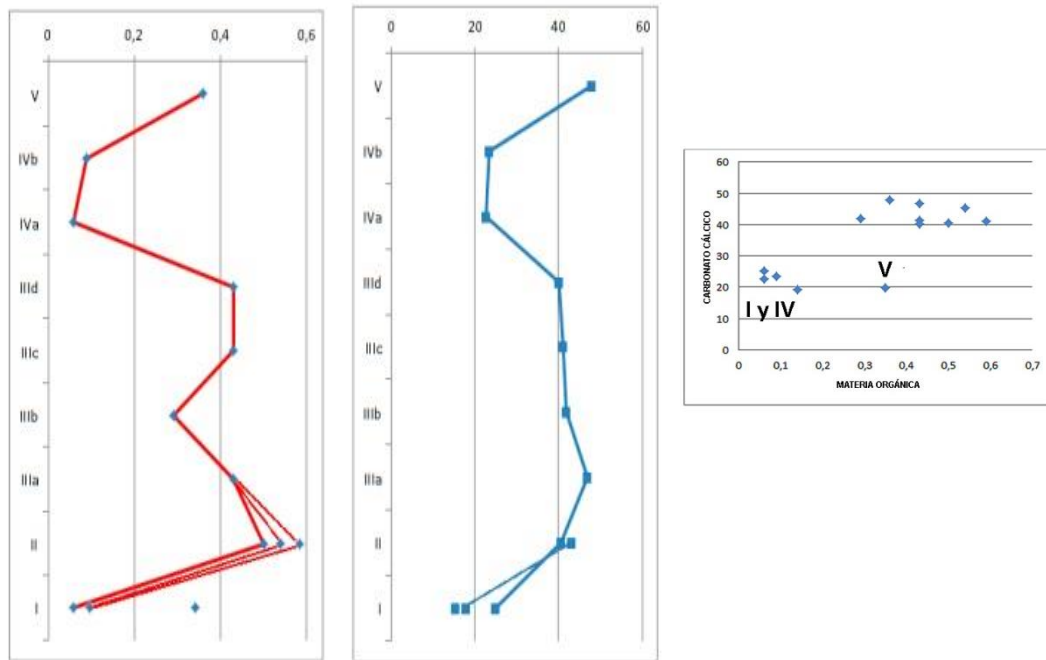 0 0,2 0,4 0,6
V
IVb
IVa
IIId
IIIc
IIIb
IIIa
II
I
0 20 40 60
V
IVb
IVa
IIId
IIIc
IIIb
IIIa
II
I
CARBONATO CÁLCICO
60
50
40
30
20
10
0
V
I y IV
0 0,1 0,2 0,3 0,4 0,5 0,6 0,7
MATERIA ORGÁNICA